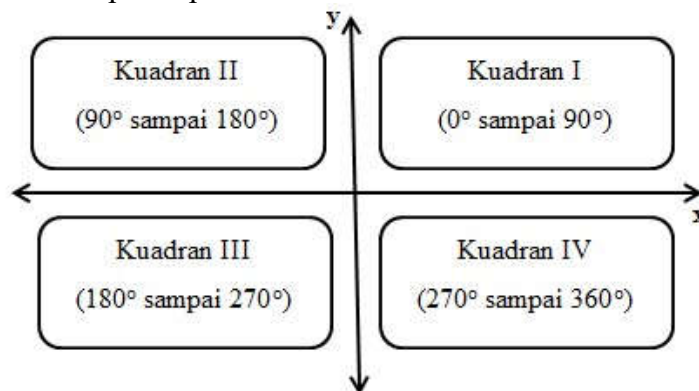 y
Kuadran II
(90° sampai 180°)
Kuadran I
(0° sampai 90°)
x
Kuadran III
(180° sampai 270°)
Kuadran IV
(270° sampai 360°)